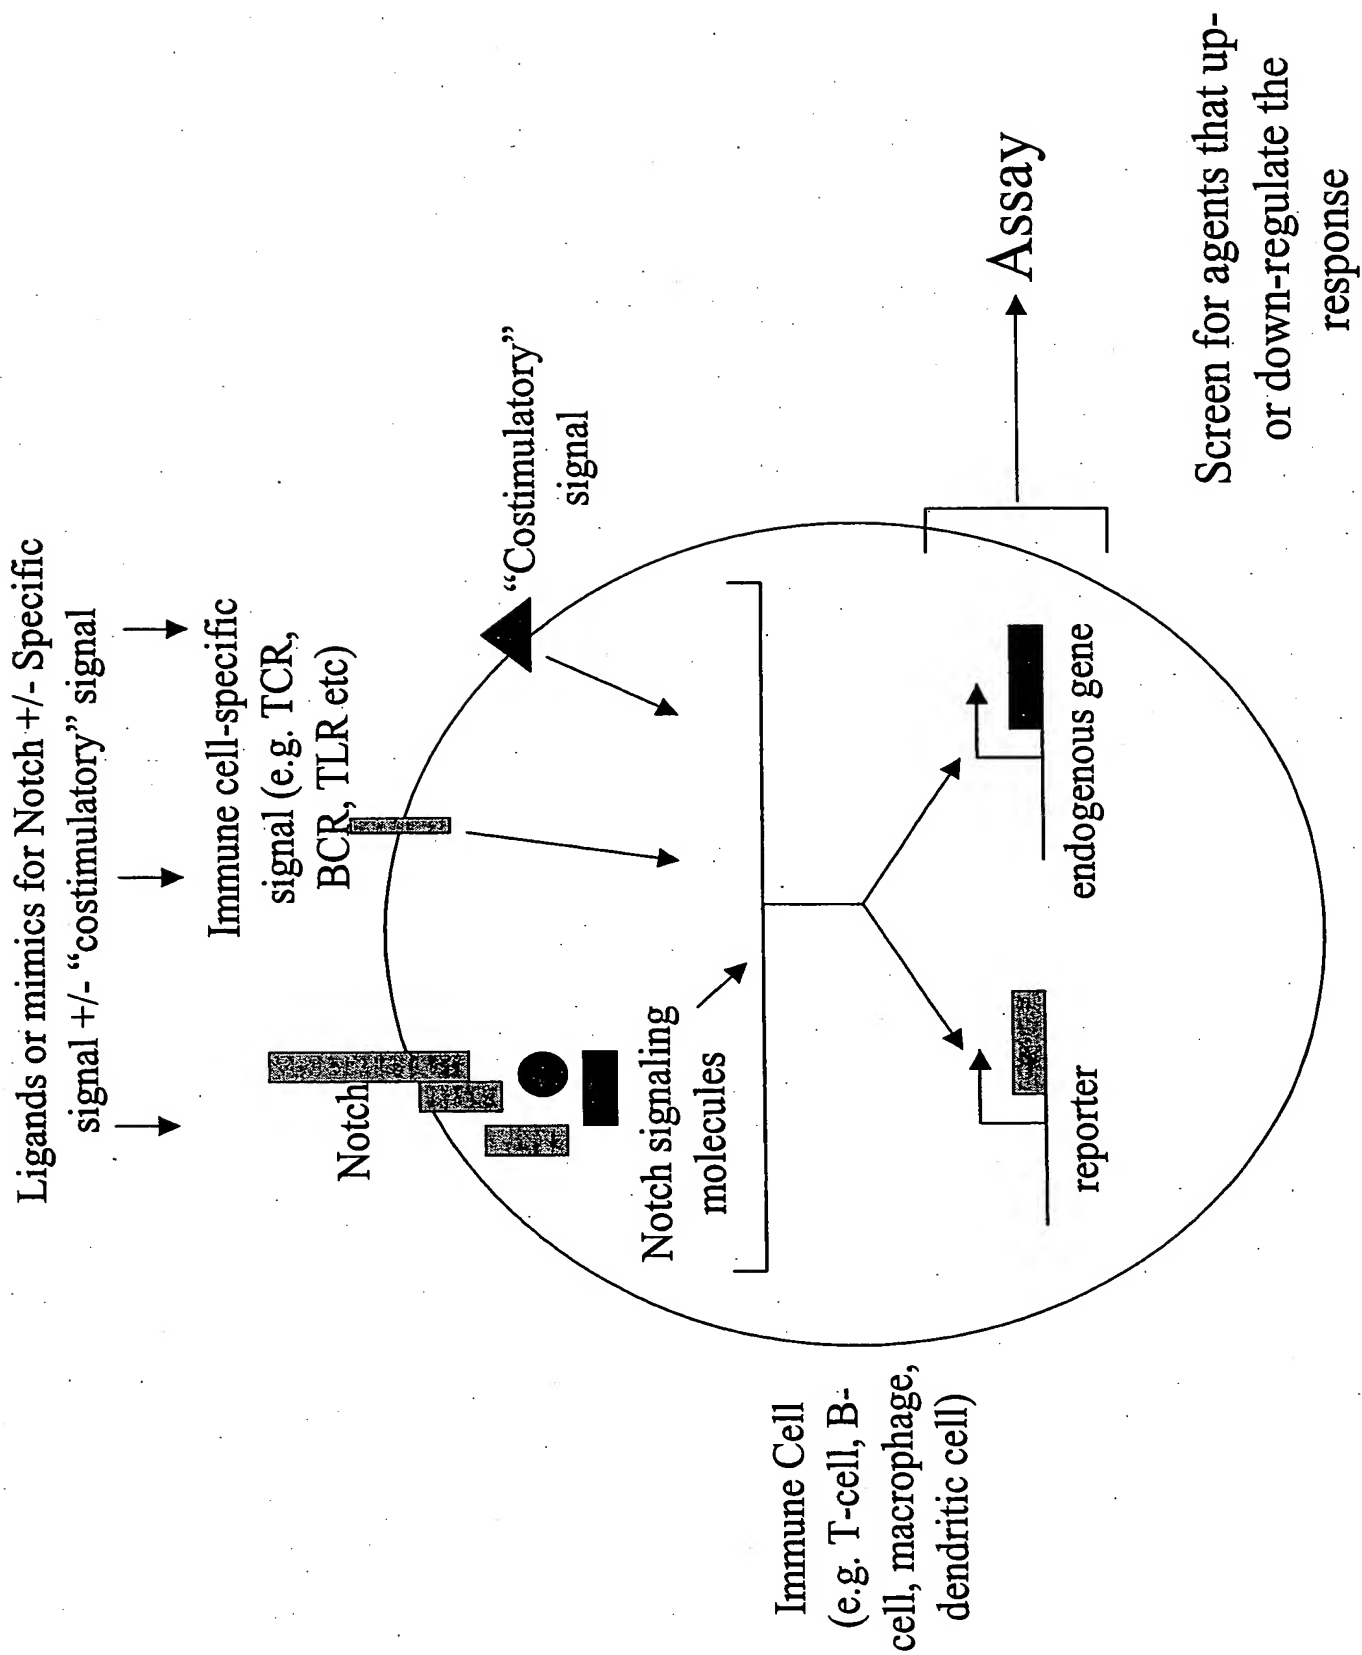 Ligands or mimics for Notch +/- Specific
signal +/- “costimulatory” signal
Immune cell-specific
signal (e.g. TCR,
BCR, TLR etc)
Notch
“Costimulatory”
signal
Notch signaling
molecules
Immune Cell
(e.g. T-cell, B-
cell, macrophage,
dendritic cell)
reporter
endogenous gene
Assay
Screen for agents that up-
or down-regulate the
response